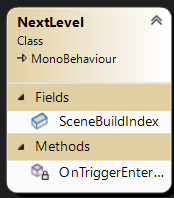 NextLevel
Class
MonoBehaviour
Fields
SceneBuildIndex
Methods
OnTriggerEnter...